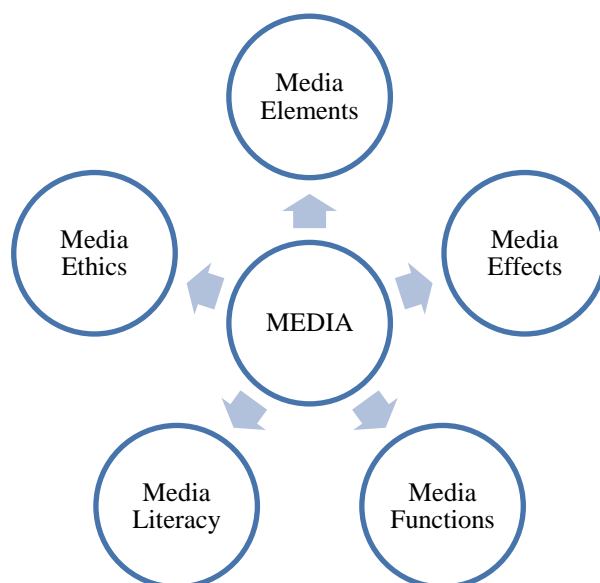 Media
Elements
Media
Ethics
Media
Effects
MEDIA
Media
Literacy
Media
Functions